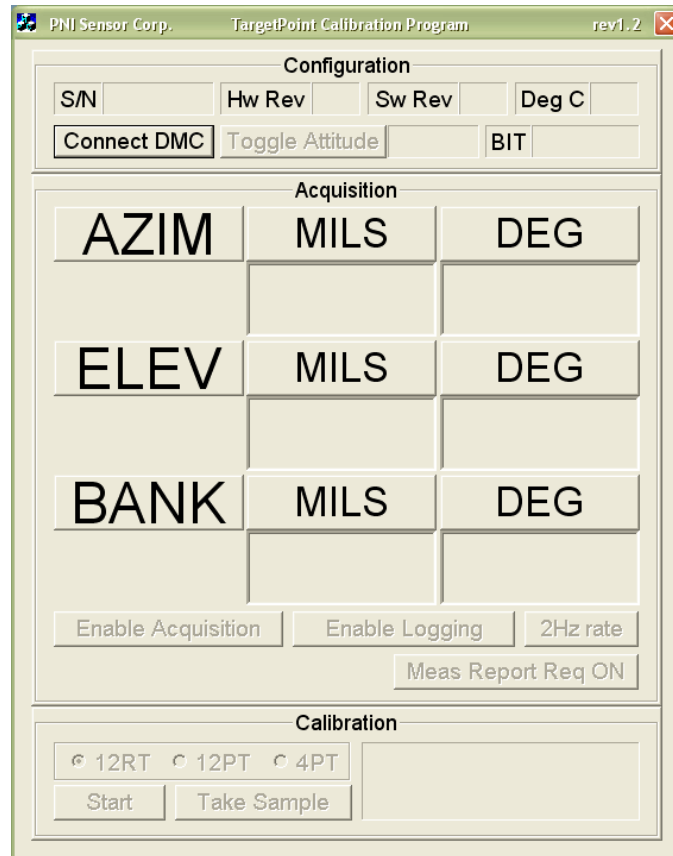 PNI Sensor Corp. TargetPoint Calibration Program rev1.2
Configuration
S/N Hw Rev Sw Rev Deg C
Connect DMC Toggle Attitude BIT
Acquisition
AZIM MILS DEG
ELEV MILS DEG
BANK MILS DEG
Enable Acquisition Enable Logging 2Hz rate
Meas Report Req ON
Calibration
12RT 12PT 4PT
Start Take Sample